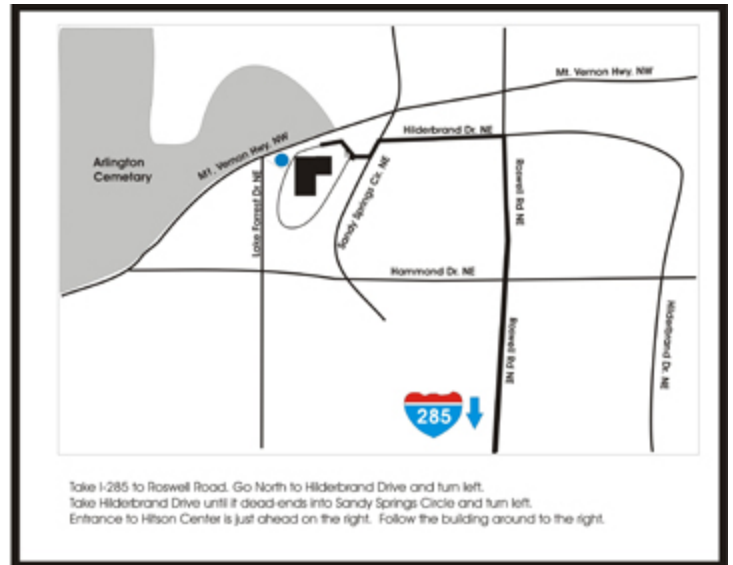 Mt. Vernon Hwy. NW
Hilderbrand Dr. NE
Mt. Vernon Hwy. NW
Arlington
Cemetary
Lake Forrest Dr NE
Sandy Springs Cir. NE
Roswell Rd NE
Hammond Dr. NE
Roswell Rd NE
Hilderbrand Dr. NE
285
Take I-285 to Roswell Road. Go North to Hilderbrand Drive and turn left.
Take Hilderbrand Drive until it dead-ends into Sandy Springs Circle and turn left.
Entrance to Hitson Center is just ahead on the right. Follow the building around to the right.